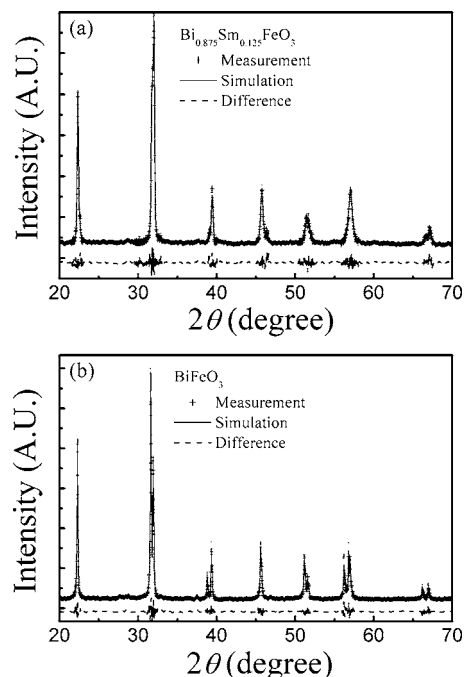 (a)
Bi0.875Sm0.125FeO3
Measurement
Simulation
Difference
Intensity (A.U.)
20 30 40 50 60 70
2θ (degree)
(b)
BiFeO3
Measurement
Simulation
Difference
Intensity (A.U.)
20 30 40 50 60 70
2θ (degree)